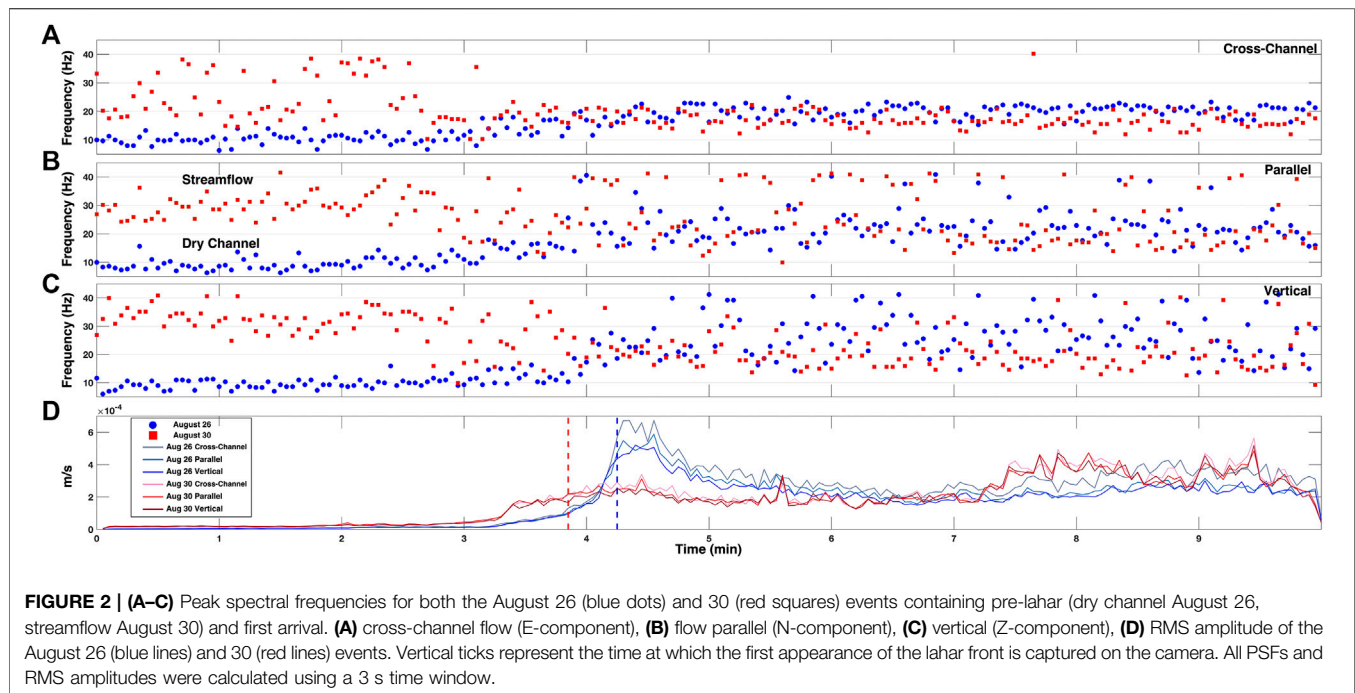 A
Cross-Channel
Frequency (Hz)
40
30
20
10
B
Parallel
Streamflow
Dry Channel
Frequency (Hz)
40
30
20
10
C
Vertical
Frequency (Hz)
40
30
20
10
D
×10⁻⁴
m/s
6
4
2
0
August 26
August 30
Aug 26 Cross-Channel
Aug 26 Parallel
Aug 26 Vertical
Aug 30 Cross-Channel
Aug 30 Parallel
Aug 30 Vertical
0 1 2 3 4 5 6 7 8 9
Time (min)
FIGURE 2 | (A–C) Peak spectral frequencies for both the August 26 (blue dots) and 30 (red squares) events containing pre-lahar (dry channel August 26,
streamflow August 30) and first arrival. (A) cross-channel flow (E-component), (B) flow parallel (N-component), (C) vertical (Z-component), (D) RMS amplitude of the
August 26 (blue lines) and 30 (red lines) events. Vertical ticks represent the time at which the first appearance of the lahar front is captured on the camera. All PSFs and
RMS amplitudes were calculated using a 3 s time window.